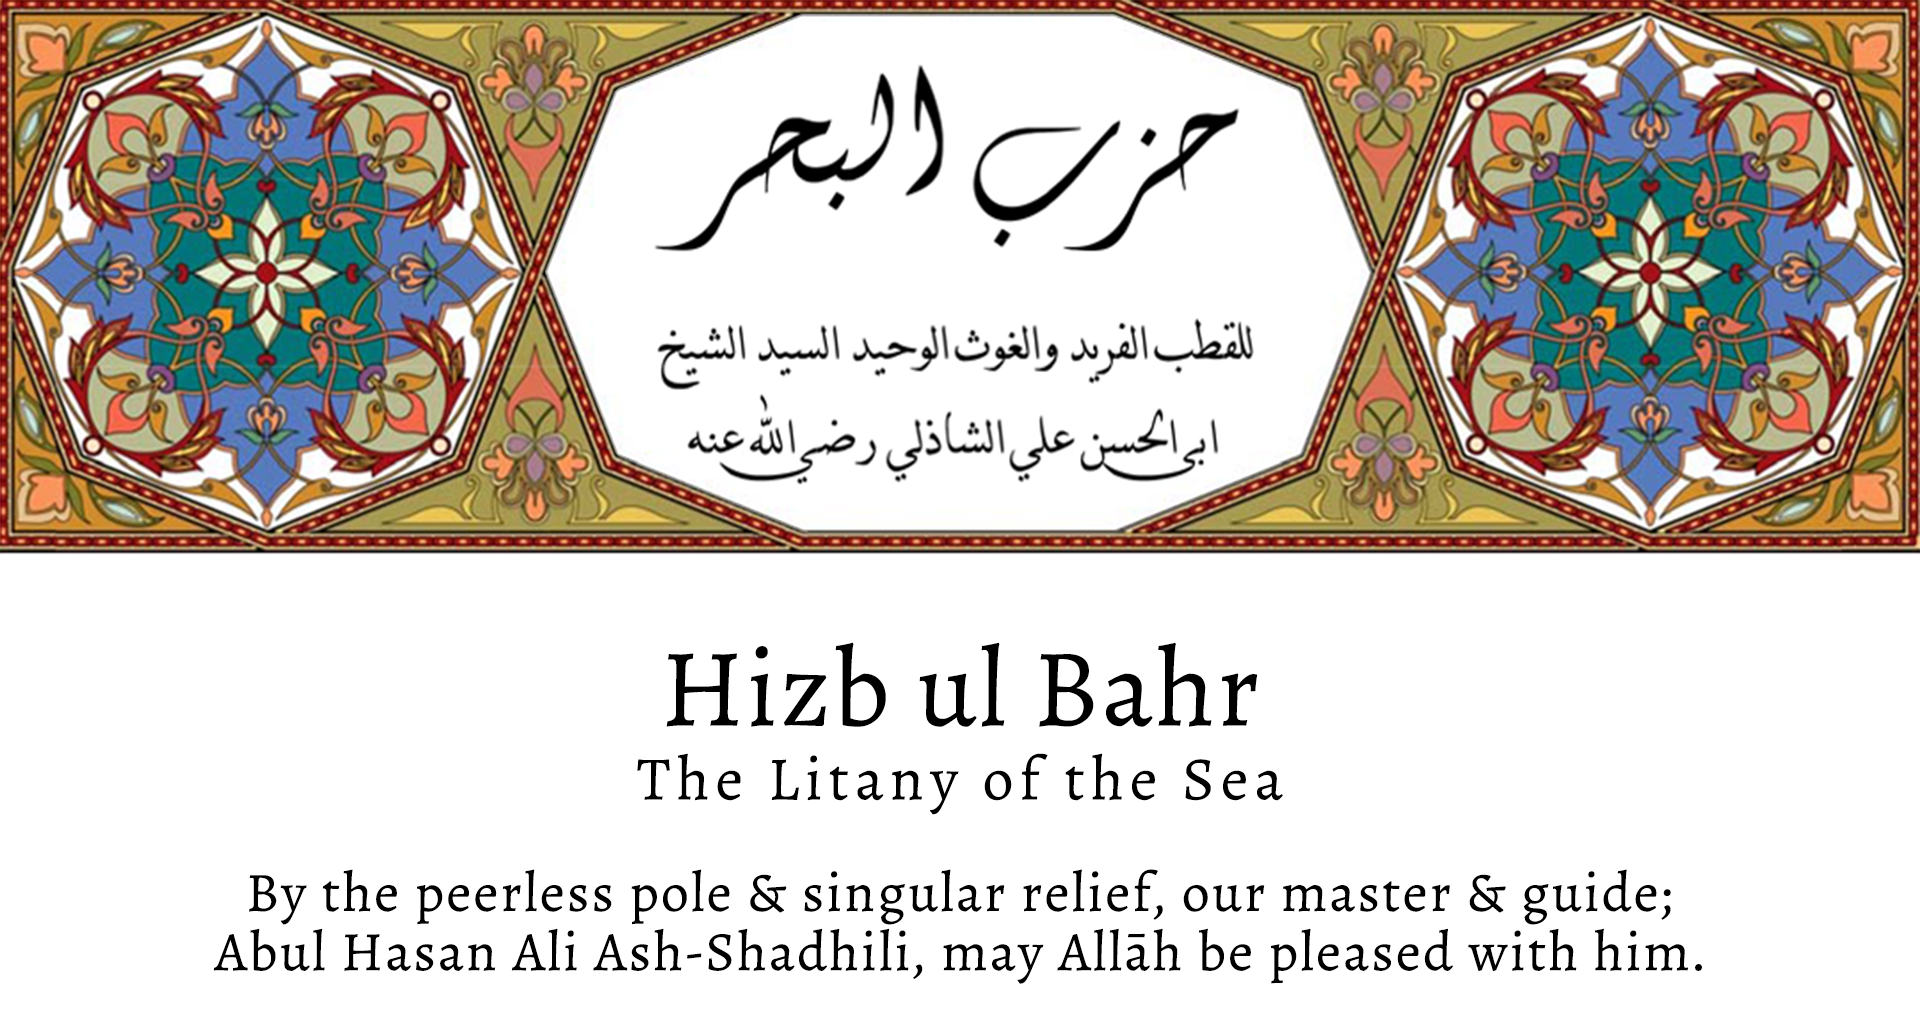 حزب البحر
للقطب الفريد والغوث الوحيد السيد الشيخ
ابي الحسن علي الشاذلي رضي الله عنه
Hizb ul Bahr
The Litany of the Sea
By the peerless pole & singular relief, our master & guide;
Abul Hasan Ali Ash-Shadhili, may Allāh be pleased with him.